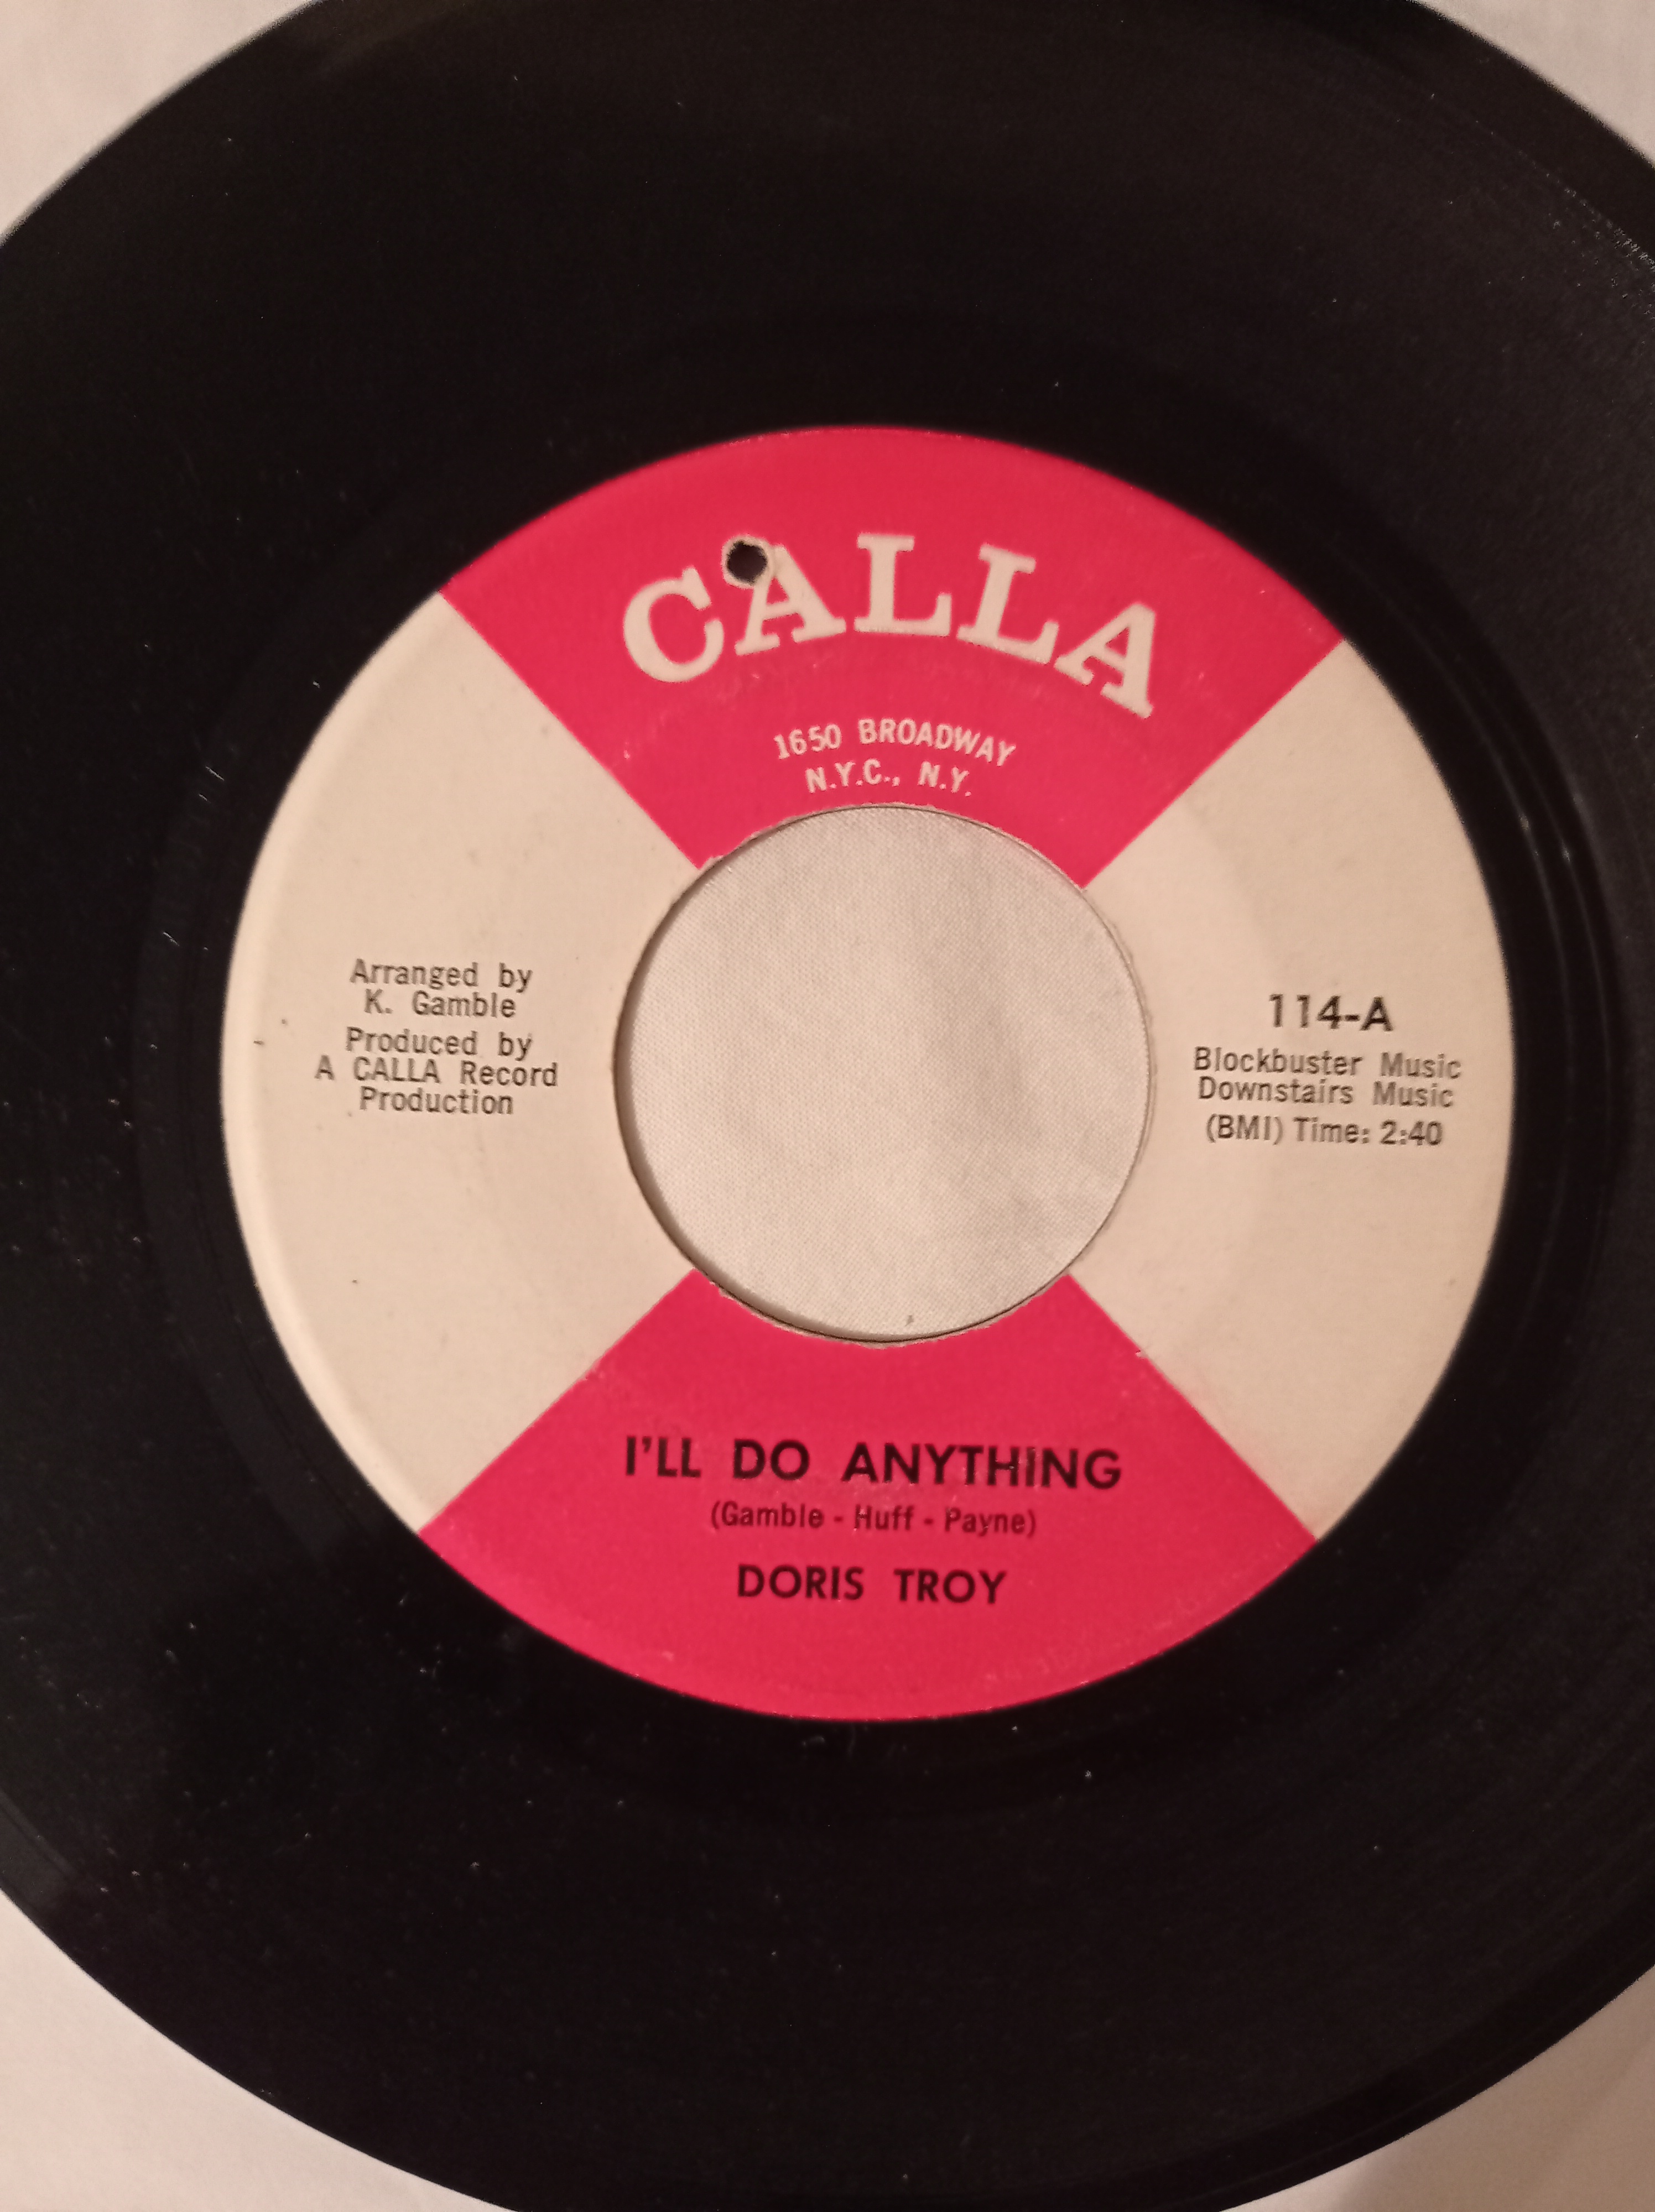 CALLA
1650 BROADWAY
N.Y.C., N.Y.
Arranged by
K. Gamble
Produced by
A CALLA Record
Production
114-A
Blockbuster Music
Downstairs Music
(BMI) Time: 2:40
I'LL DO ANYTHING
(Gamble - Huff - Payne)
DORIS TROY